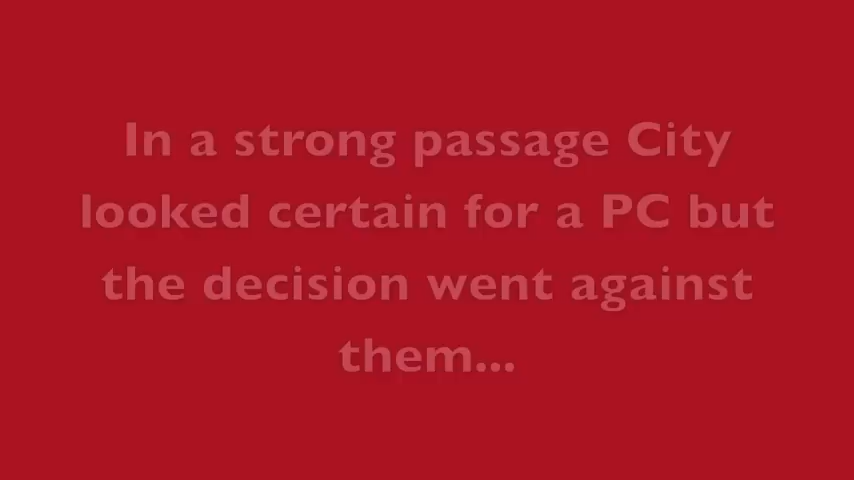 In a strong passage City
looked certain for a PC but
the decision went against
them...